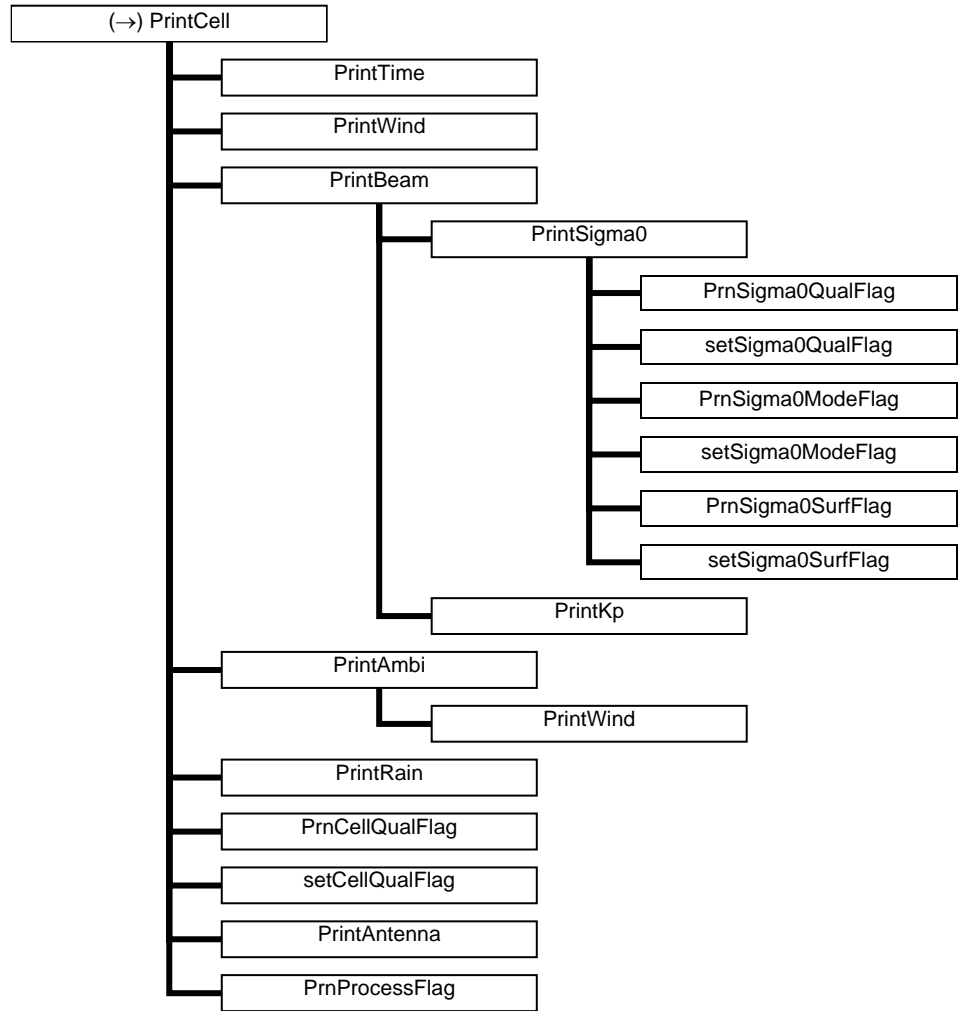 (→) PrintCell
PrintTime
PrintWind
PrintBeam
PrintSigma0
PrnSigma0QualFlag
setSigma0QualFlag
PrnSigma0ModeFlag
setSigma0ModeFlag
PrnSigma0SurfFlag
setSigma0SurfFlag
PrintKp
PrintAmbi
PrintWind
PrintRain
PrnCellQualFlag
setCellQualFlag
PrintAntenna
PrnProcessFlag